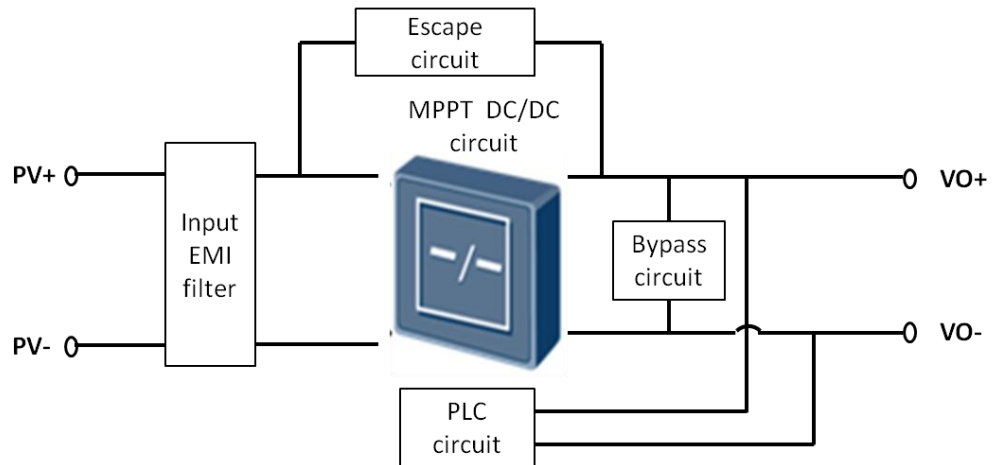 Escape
circuit
MPPT DC/DC
circuit
PV+
VO+
Input
EMI
filter
Bypass
circuit
PV-
VO-
PLC
circuit